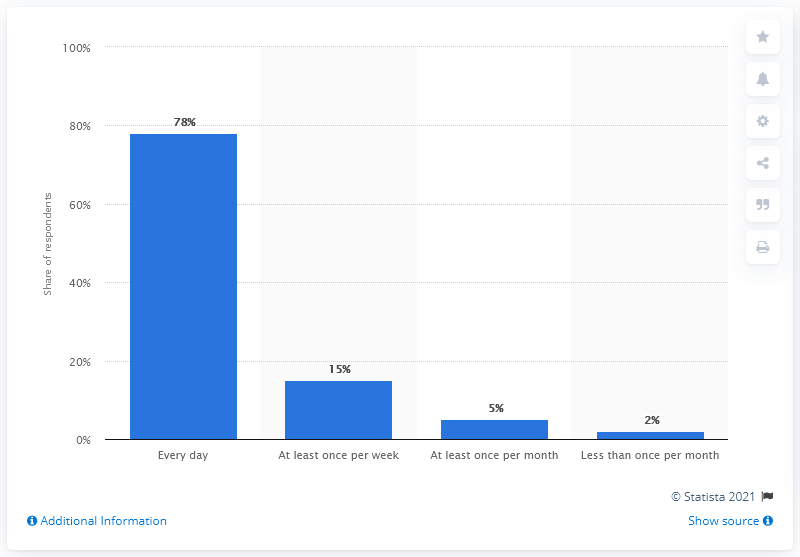 100%
80%
60%
40%
20%
0%
Share of respondents
78%
15%
5%
2%
Every day
At least once per week
At least once per month
Less than once per month
© Statista 2021
Additional Information
Show source